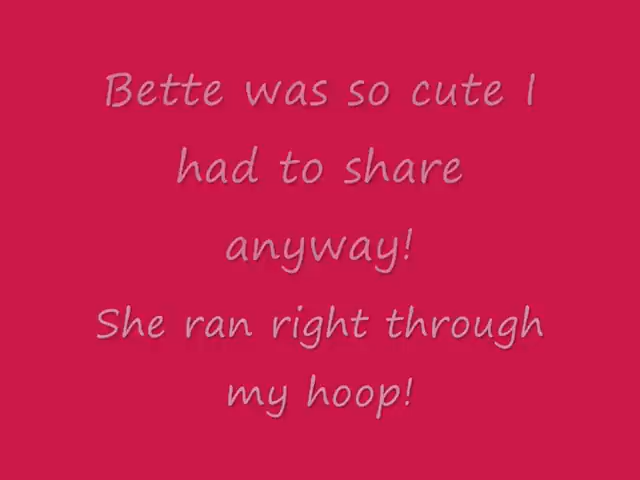 Bette was so cute I
had to share
anyway!
She ran right through
my hoop!